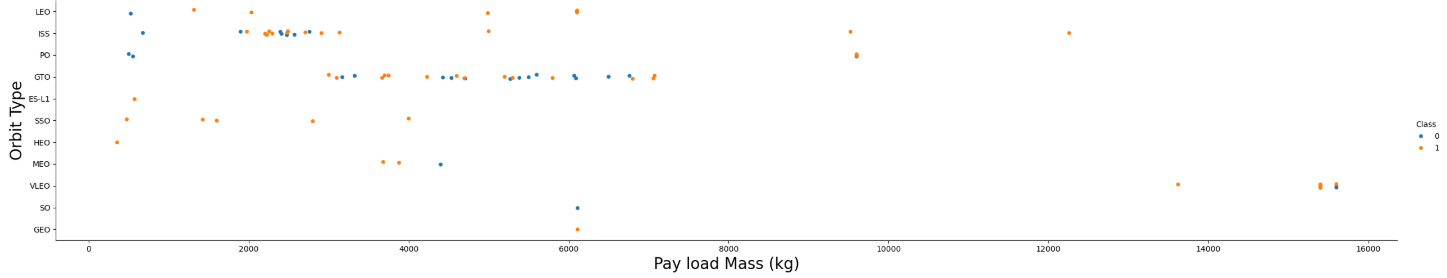 LEO
ISS
PO
GTO
ES-L1
SSO
HEO
MEO
VLEO
SO
GEO
Orbit Type
0 2000 4000 6000 8000 10000 12000 14000 16000
Pay load Mass (kg)
Class
0
1